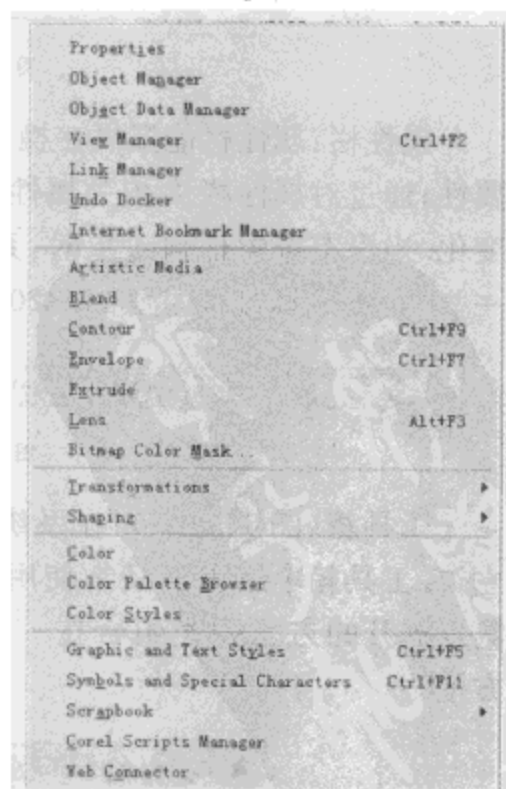 Properties
Object Manager
Object Data Manager
View Manager Ctrl+F2
Link Manager
Undo Docker
Internet Bookmark Manager
Artistic Media
Blend
Contour Ctrl+F9
Envelope Ctrl+F7
Extrude
Lens Alt+F3
Bitmap Color Mask...
Transformations
Shaping
Color
Color Palette Browser
Color Styles
Graphic and Text Styles Ctrl+F5
Symbols and Special Characters Ctrl+F11
Scrapbook
Corel Scripts Manager
Web Connector